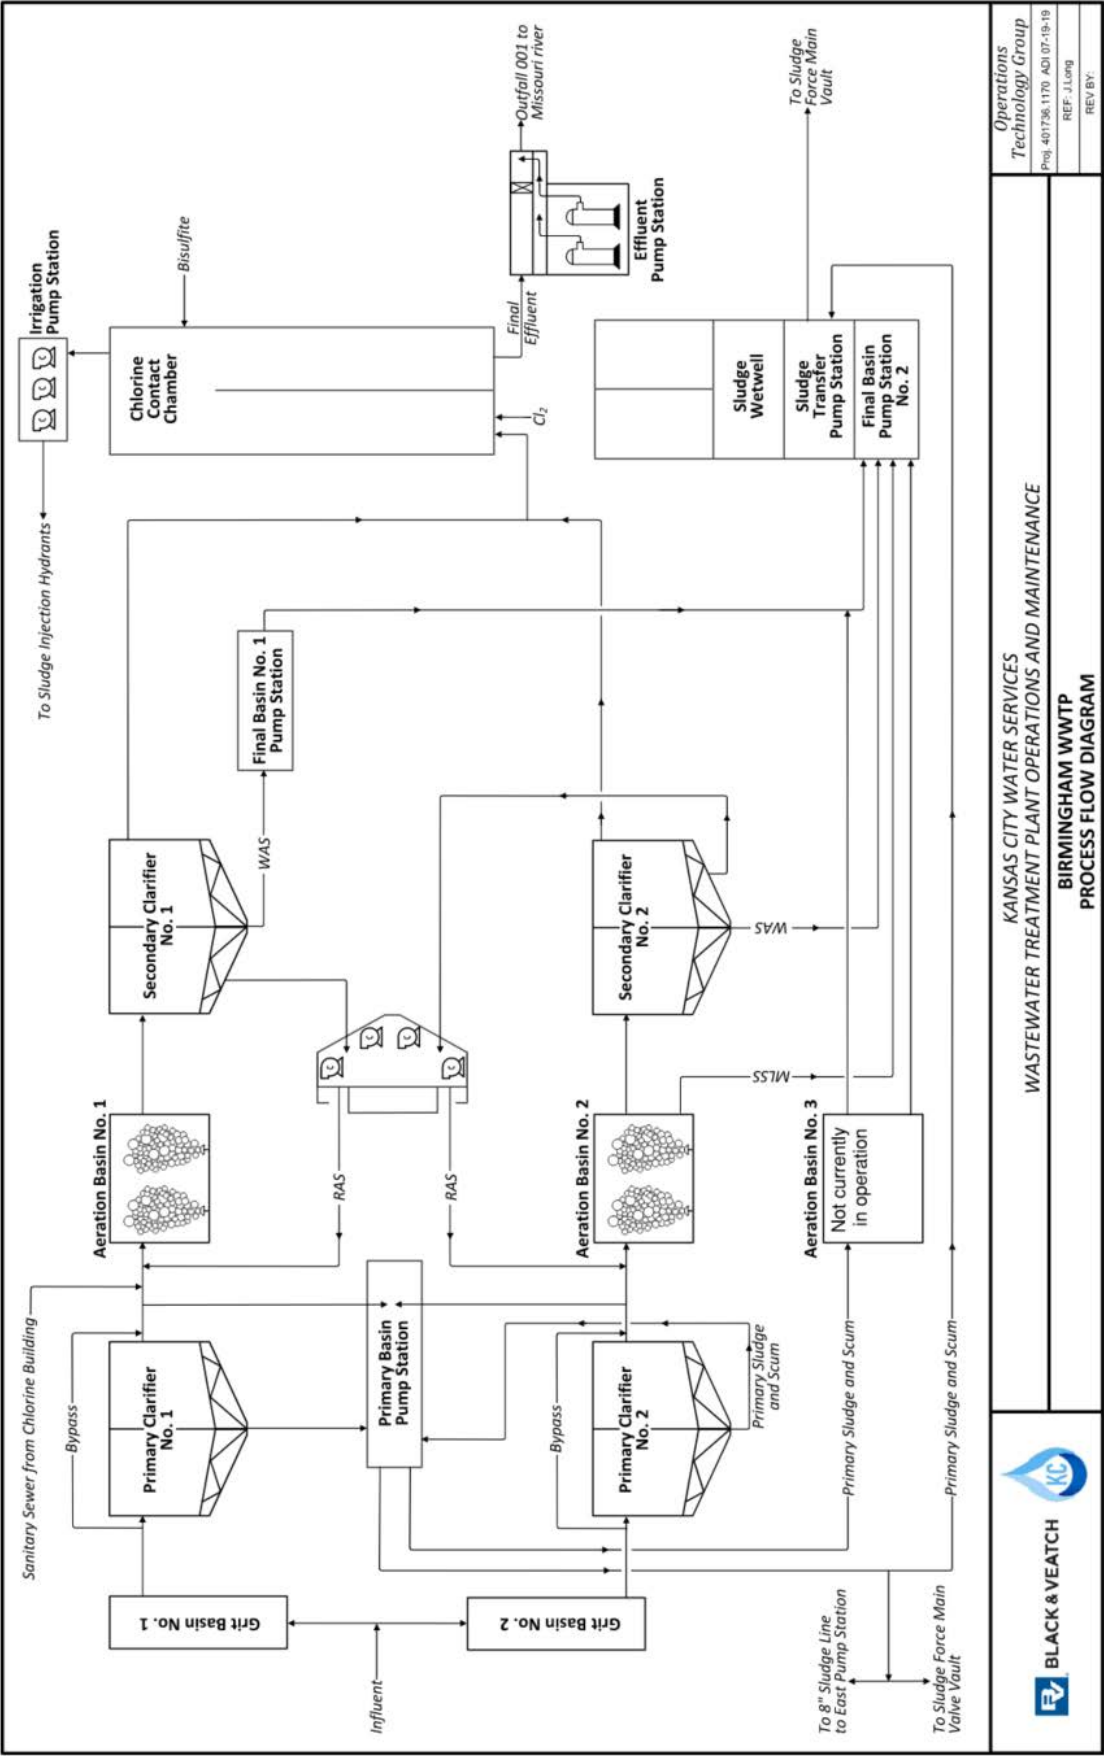 Sanitary Sewer from Chlorine Building
Bypass
Influent
Grit Basin No. 1
Grit Basin No. 2
Primary Clarifier
No. 1
Primary Basin
Pump Station
Bypass
Primary Clarifier
No. 2
Primary Sludge
and Scum
Aeration Basin No. 1
RAS
RAS
Aeration Basin No. 2
MLSS
Aeration Basin No. 3
Not currently
in operation
Primary Sludge and Scum
Primary Sludge and Scum
To 8" Sludge Line
to East Pump Station
To Sludge Force Main
Valve Vault
Secondary Clarifier
No. 1
WAS
Final Basin No. 1
Pump Station
Secondary Clarifier
No. 2
WAS
To Sludge Injection Hydrants
Irrigation
Pump Station
C
C
C
C
C
C
C
Bisulfite
Chlorine
Contact
Chamber
Cl2
Final
Effluent
Outfall 001 to
Missouri river
Effluent
Pump Station
Sludge
Wetwell
Sludge
Transfer
Pump Station
Final Basin
Pump Station
No. 2
To Sludge
Force Main
Vault
BLACK & VEATCH
KC
KANSAS CITY WATER SERVICES
WASTEWATER TREATMENT PLANT OPERATIONS AND MAINTENANCE
BIRMINGHAM WWTP
PROCESS FLOW DIAGRAM
Operations
Technology Group
Proj. 401736.1170 ADI 07-19-19
REF: J.Long
REV BY: